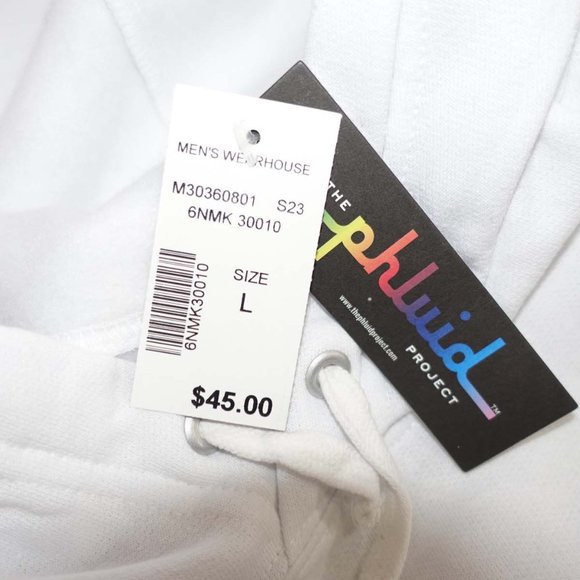 MEN'S WEARHOUSE
M30360801 S23
6NMK 30010
6NMK30010
SIZE
L
$45.00
THE
phluid
PROJECT
TM
www.thephluidproject.com